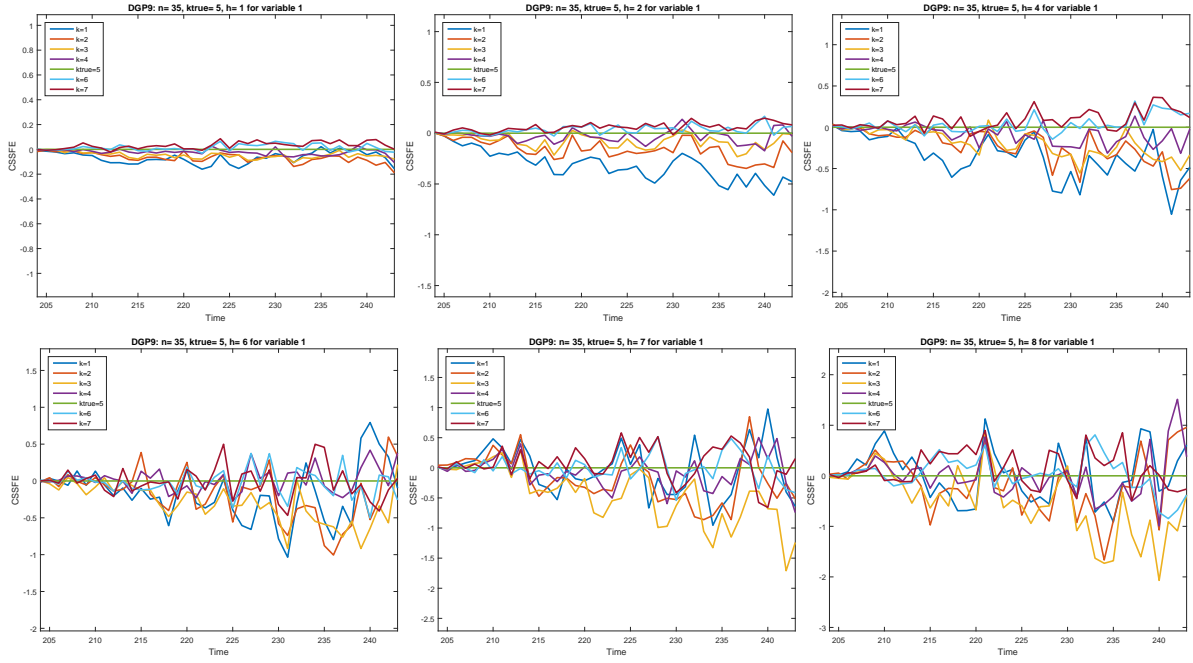 DGP9: n= 35, ktrue= 5, h= 1 for variable 1
1
0.8
0.6
0.4
0.2
0
-0.2
-0.4
-0.6
-0.8
-1
CSSFE
k=1
k=2
k=3
k=4
ktrue=5
k=6
k=7
205 210 215 220 225 230 235 240
Time
DGP9: n= 35, ktrue= 5, h= 2 for variable 1
1
0.5
0
-0.5
-1
-1.5
CSSFE
k=1
k=2
k=3
k=4
ktrue=5
k=6
k=7
205 210 215 220 225 230 235 240
Time
DGP9: n= 35, ktrue= 5, h= 4 for variable 1
1
0.5
0
-0.5
-1
-1.5
-2
CSSFE
k=1
k=2
k=3
k=4
ktrue=5
k=6
k=7
205 210 215 220 225 230 235 240
Time
DGP9: n= 35, ktrue= 5, h= 6 for variable 1
1.5
1
0.5
0
-0.5
-1
-1.5
-2
CSSFE
k=1
k=2
k=3
k=4
ktrue=5
k=6
k=7
205 210 215 220 225 230 235 240
Time
DGP9: n= 35, ktrue= 5, h= 7 for variable 1
1.5
1
0.5
0
-0.5
-1
-1.5
-2
-2.5
CSSFE
k=1
k=2
k=3
k=4
ktrue=5
k=6
k=7
205 210 215 220 225 230 235 240
Time
DGP9: n= 35, ktrue= 5, h= 8 for variable 1
2
1
0
-1
-2
-3
CSSFE
k=1
k=2
k=3
k=4
ktrue=5
k=6
k=7
205 210 215 220 225 230 235 240
Time